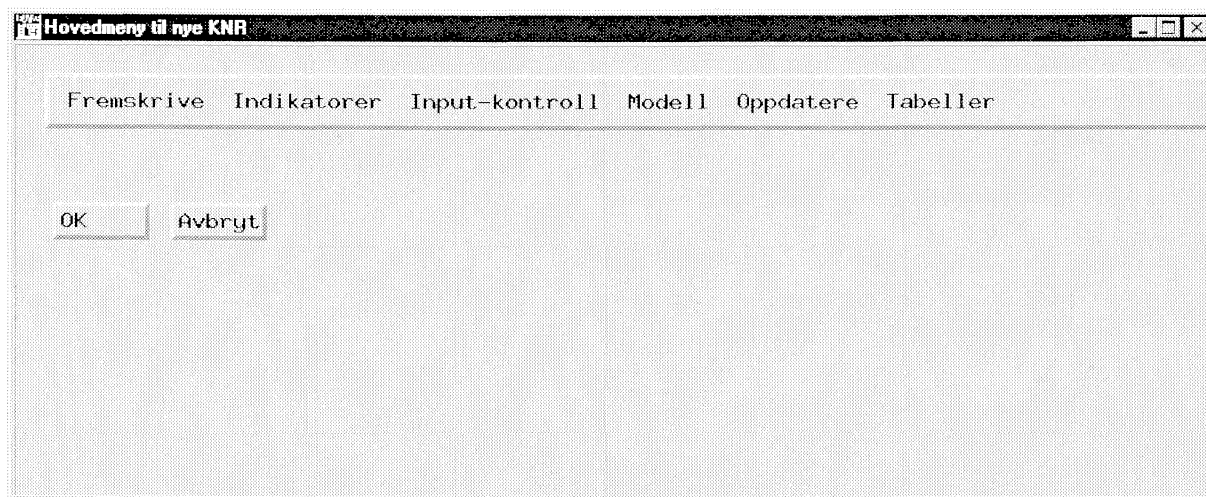 Hovedmeny til nye KNR
Fremskrive Indikatorer Input-kontroll Modell Oppdatere Tabeller
OK Avbryt